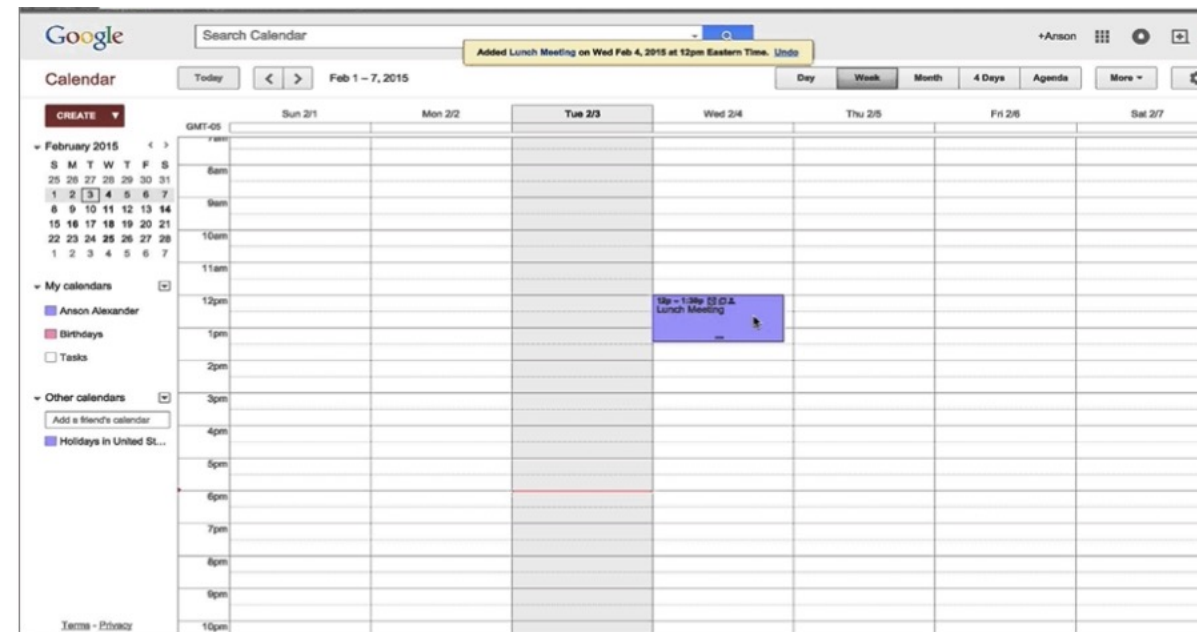 Google
Search Calendar
+Anson
Added Lunch Meeting on Wed Feb 4, 2015 at 12pm Eastern Time. Undo
Calendar
Today < > Feb 1 – 7, 2015
Day Week Month 4 Days Agenda More
CREATE
GMT-05 Sun 2/1 Mon 2/2 Tue 2/3 Wed 2/4 Thu 2/5 Fri 2/6 Sat 2/7
February 2015 < >
S M T W T F S
25 26 27 28 29 30 31
1 2 3 4 5 6 7
8 9 10 11 12 13 14
15 16 17 18 19 20 21
22 23 24 25 26 27 28
1 2 3 4 5 6 7
My calendars
Anson Alexander
Birthdays
Tasks
Other calendars
Add a friend's calendar
Holidays in United St...
Terms - Privacy
7am
8am
9am
10am
11am
12pm
1pm
2pm
3pm
4pm
5pm
6pm
7pm
8pm
9pm
10pm
12p – 1:30p
Lunch Meeting